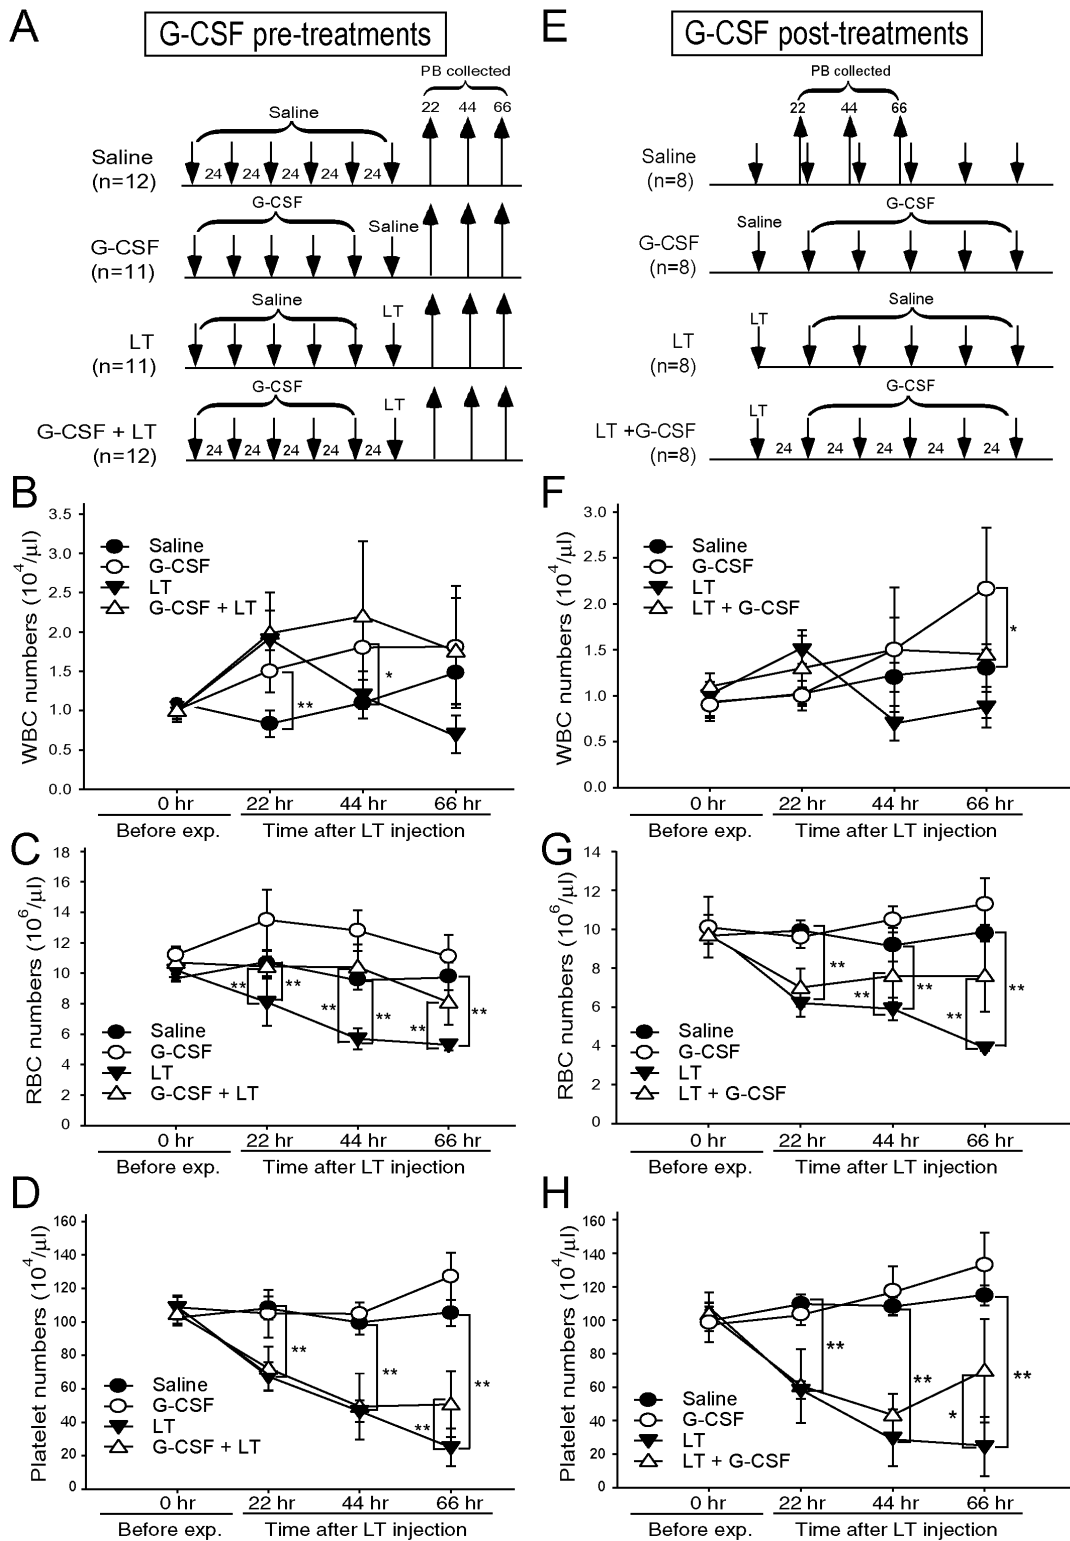 A
G-CSF pre-treatments
PB collected
22 44 66
Saline
Saline
(n=12)
24 24 24 24 24
G-CSF
Saline
G-CSF
(n=11)
Saline
LT
LT
(n=11)
G-CSF
LT
G-CSF + LT
(n=12)
24 24 24 24 24
E
G-CSF post-treatments
PB collected
22 44 66
Saline
(n=8)
G-CSF
Saline
G-CSF
(n=8)
Saline
LT
LT
(n=8)
G-CSF
LT
LT +G-CSF
(n=8)
24 24 24 24 24
B
WBC numbers (10⁴/µl)
3.5
3.0
2.5
2.0
1.5
1.0
0.5
0.0
Saline
G-CSF
LT
G-CSF + LT
**
*
0 hr 22 hr 44 hr 66 hr
Before exp. Time after LT injection
F
WBC numbers (10⁴/µl)
3.0
2.5
2.0
1.5
1.0
0.5
0.0
Saline
G-CSF
LT
LT + G-CSF
*
0 hr 22 hr 44 hr 66 hr
Before exp. Time after LT injection
C
RBC numbers (10⁶/µl)
18
16
14
12
10
8
6
4
2
0
** ** ** ** ** **
Saline
G-CSF
LT
G-CSF + LT
0 hr 22 hr 44 hr 66 hr
Before exp. Time after LT injection
G
RBC numbers (10⁶/µl)
14
12
10
8
6
4
2
0
** ** ** ** **
Saline
G-CSF
LT
LT + G-CSF
0 hr 22 hr 44 hr 66 hr
Before exp. Time after LT injection
D
Platelet numbers (10⁴/µl)
160
140
120
100
80
60
40
20
0
** ** ** **
Saline
G-CSF
LT
G-CSF + LT
0 hr 22 hr 44 hr 66 hr
Before exp. Time after LT injection
H
Platelet numbers (10⁴/µl)
160
140
120
100
80
60
40
20
0
** ** * **
Saline
G-CSF
LT
LT + G-CSF
0 hr 22 hr 44 hr 66 hr
Before exp. Time after LT injection